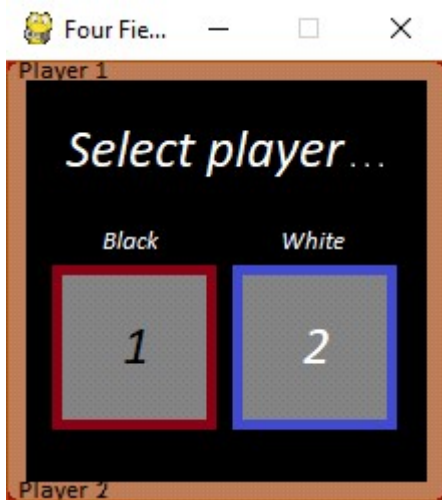 Four Fie...
Player 1
Select player...
Black White
1 2
Player 2